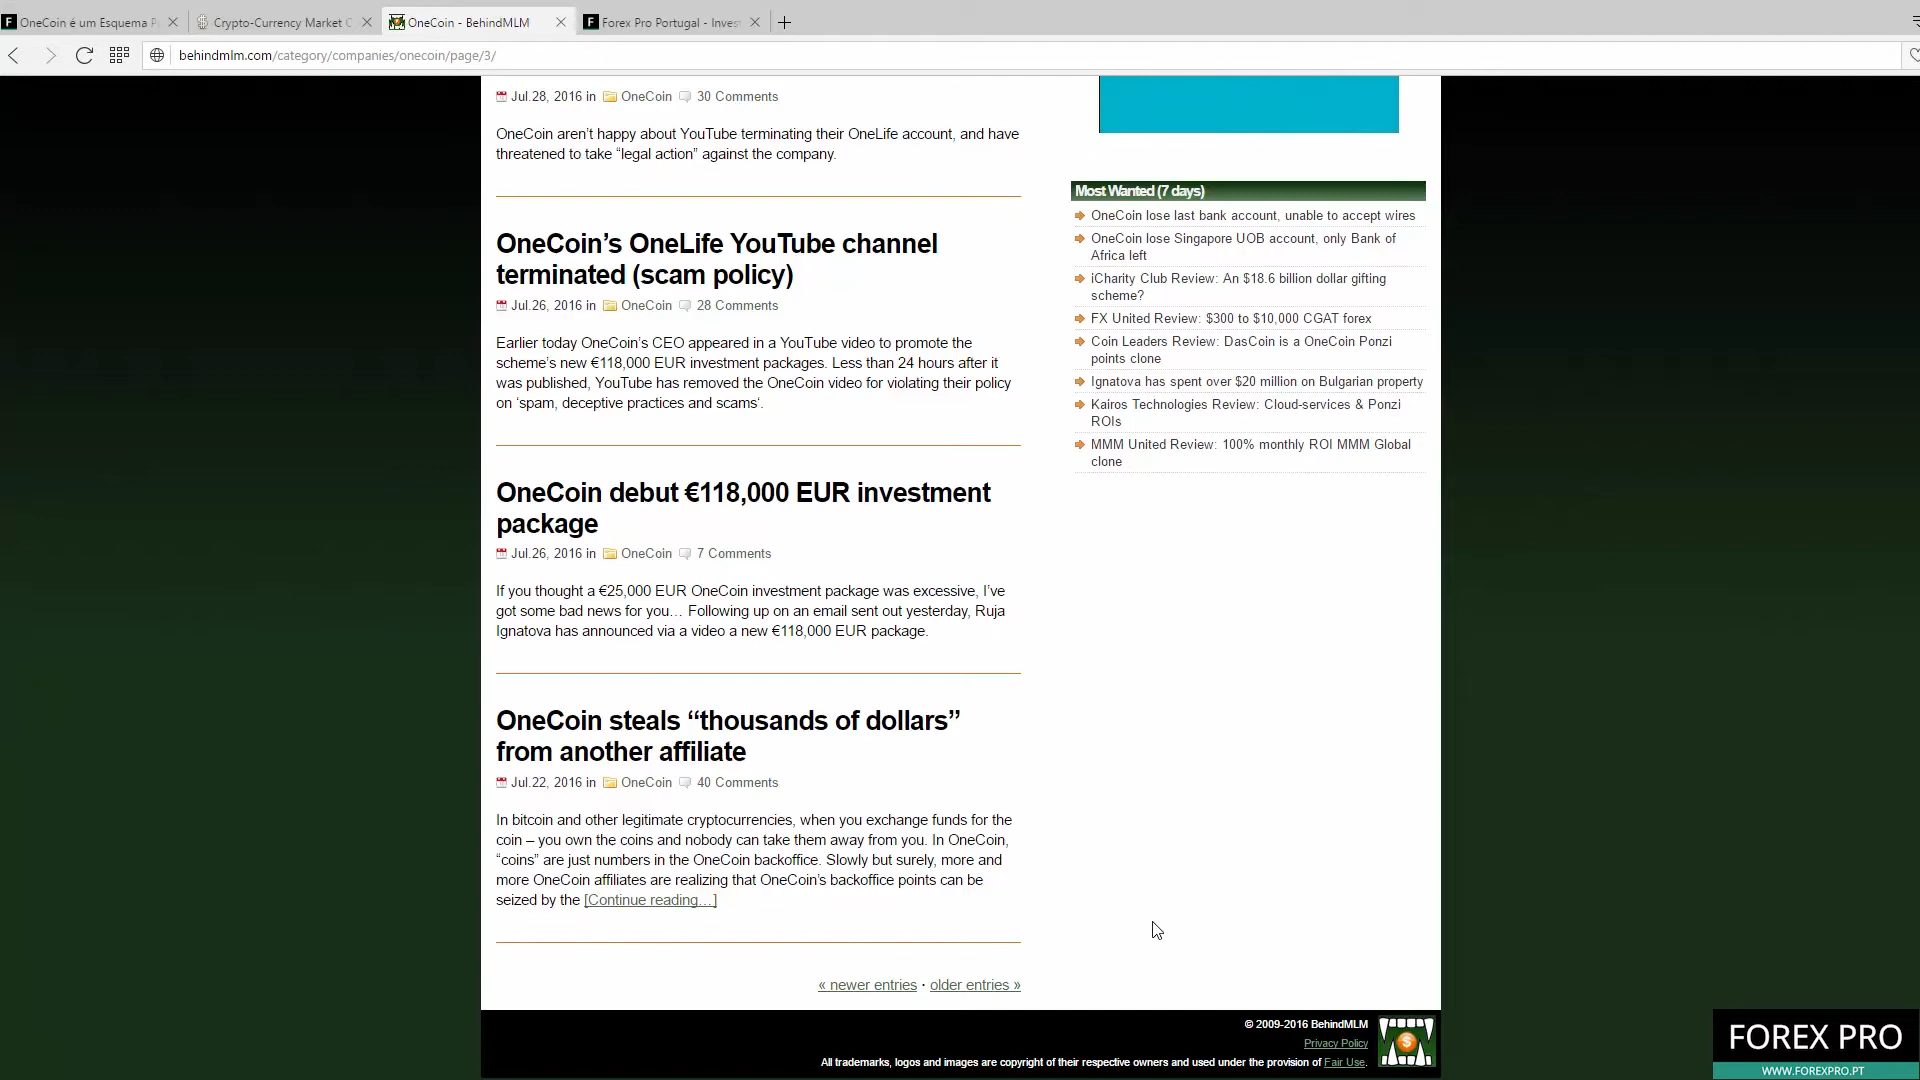 OneCoin é um Esquema
Crypto-Currency Market
OneCoin - BehindMLM
Forex Pro Portugal - Inves
behindmlm.com/category/companies/onecoin/page/3/
Jul.28, 2016 in OneCoin 30 Comments
OneCoin aren’t happy about YouTube terminating their OneLife account, and have
threatened to take “legal action” against the company.
OneCoin’s OneLife YouTube channel
terminated (scam policy)
Jul.26, 2016 in OneCoin 28 Comments
Earlier today OneCoin’s CEO appeared in a YouTube video to promote the
scheme’s new €118,000 EUR investment packages. Less than 24 hours after it
was published, YouTube has removed the OneCoin video for violating their policy
on ‘spam, deceptive practices and scams‘.
OneCoin debut €118,000 EUR investment
package
Jul.26, 2016 in OneCoin 7 Comments
If you thought a €25,000 EUR OneCoin investment package was excessive, I’ve
got some bad news for you… Following up on an email sent out yesterday, Ruja
Ignatova has announced via a video a new €118,000 EUR package.
OneCoin steals “thousands of dollars”
from another affiliate
Jul.22, 2016 in OneCoin 40 Comments
In bitcoin and other legitimate cryptocurrencies, when you exchange funds for the
coin – you own the coins and nobody can take them away from you. In OneCoin,
“coins” are just numbers in the OneCoin backoffice. Slowly but surely, more and
more OneCoin affiliates are realizing that OneCoin’s backoffice points can be
seized by the [Continue reading…]
« newer entries · older entries »
Most Wanted (7 days)
OneCoin lose last bank account, unable to accept wires
OneCoin lose Singapore UOB account, only Bank of
Africa left
iCharity Club Review: An $18.6 billion dollar gifting
scheme?
FX United Review: $300 to $10,000 CGAT forex
Coin Leaders Review: DasCoin is a OneCoin Ponzi
points clone
Ignatova has spent over $20 million on Bulgarian property
Kairos Technologies Review: Cloud-services & Ponzi
ROIs
MMM United Review: 100% monthly ROI MMM Global
clone
© 2009-2016 BehindMLM
Privacy Policy
All trademarks, logos and images are copyright of their respective owners and used under the provision of Fair Use.
FOREX PRO
WWW.FOREXPRO.PT